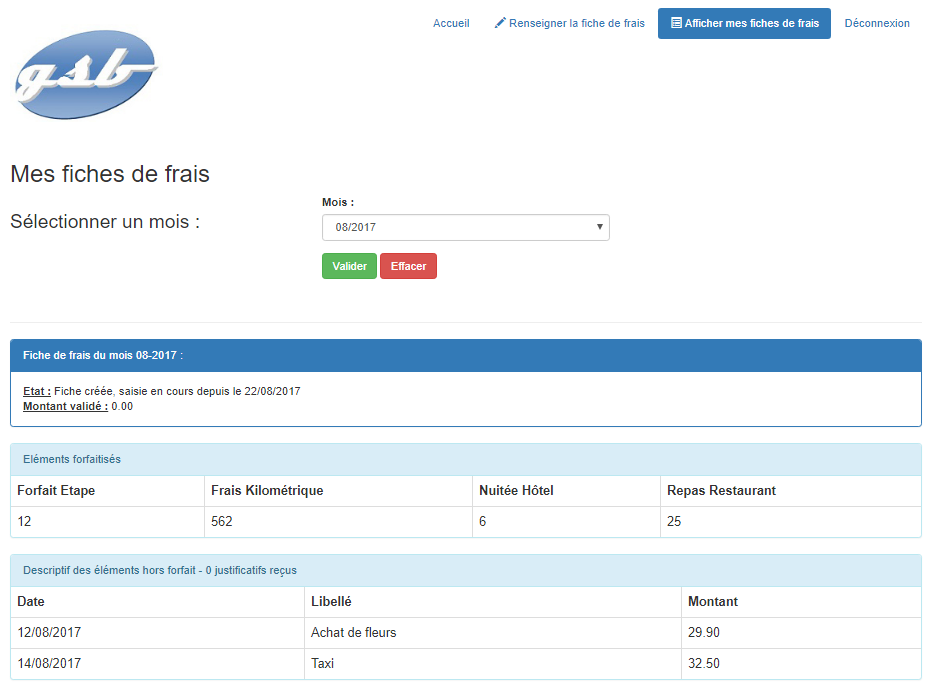 Accueil Renseigner la fiche de frais Afficher mes fiches de frais Déconnexion
gsb
Mes fiches de frais
Mois :
Sélectionner un mois :
08/2017
Valider Effacer
Fiche de frais du mois 08-2017 :
Etat : Fiche créée, saisie en cours depuis le 22/08/2017
Montant validé : 0.00
Eléments forfaitisés
Forfait Etape Frais Kilométrique Nuitée Hôtel Repas Restaurant
12 562 6 25
Descriptif des éléments hors forfait - 0 justificatifs reçus
Date Libellé Montant
12/08/2017 Achat de fleurs 29.90
14/08/2017 Taxi 32.50